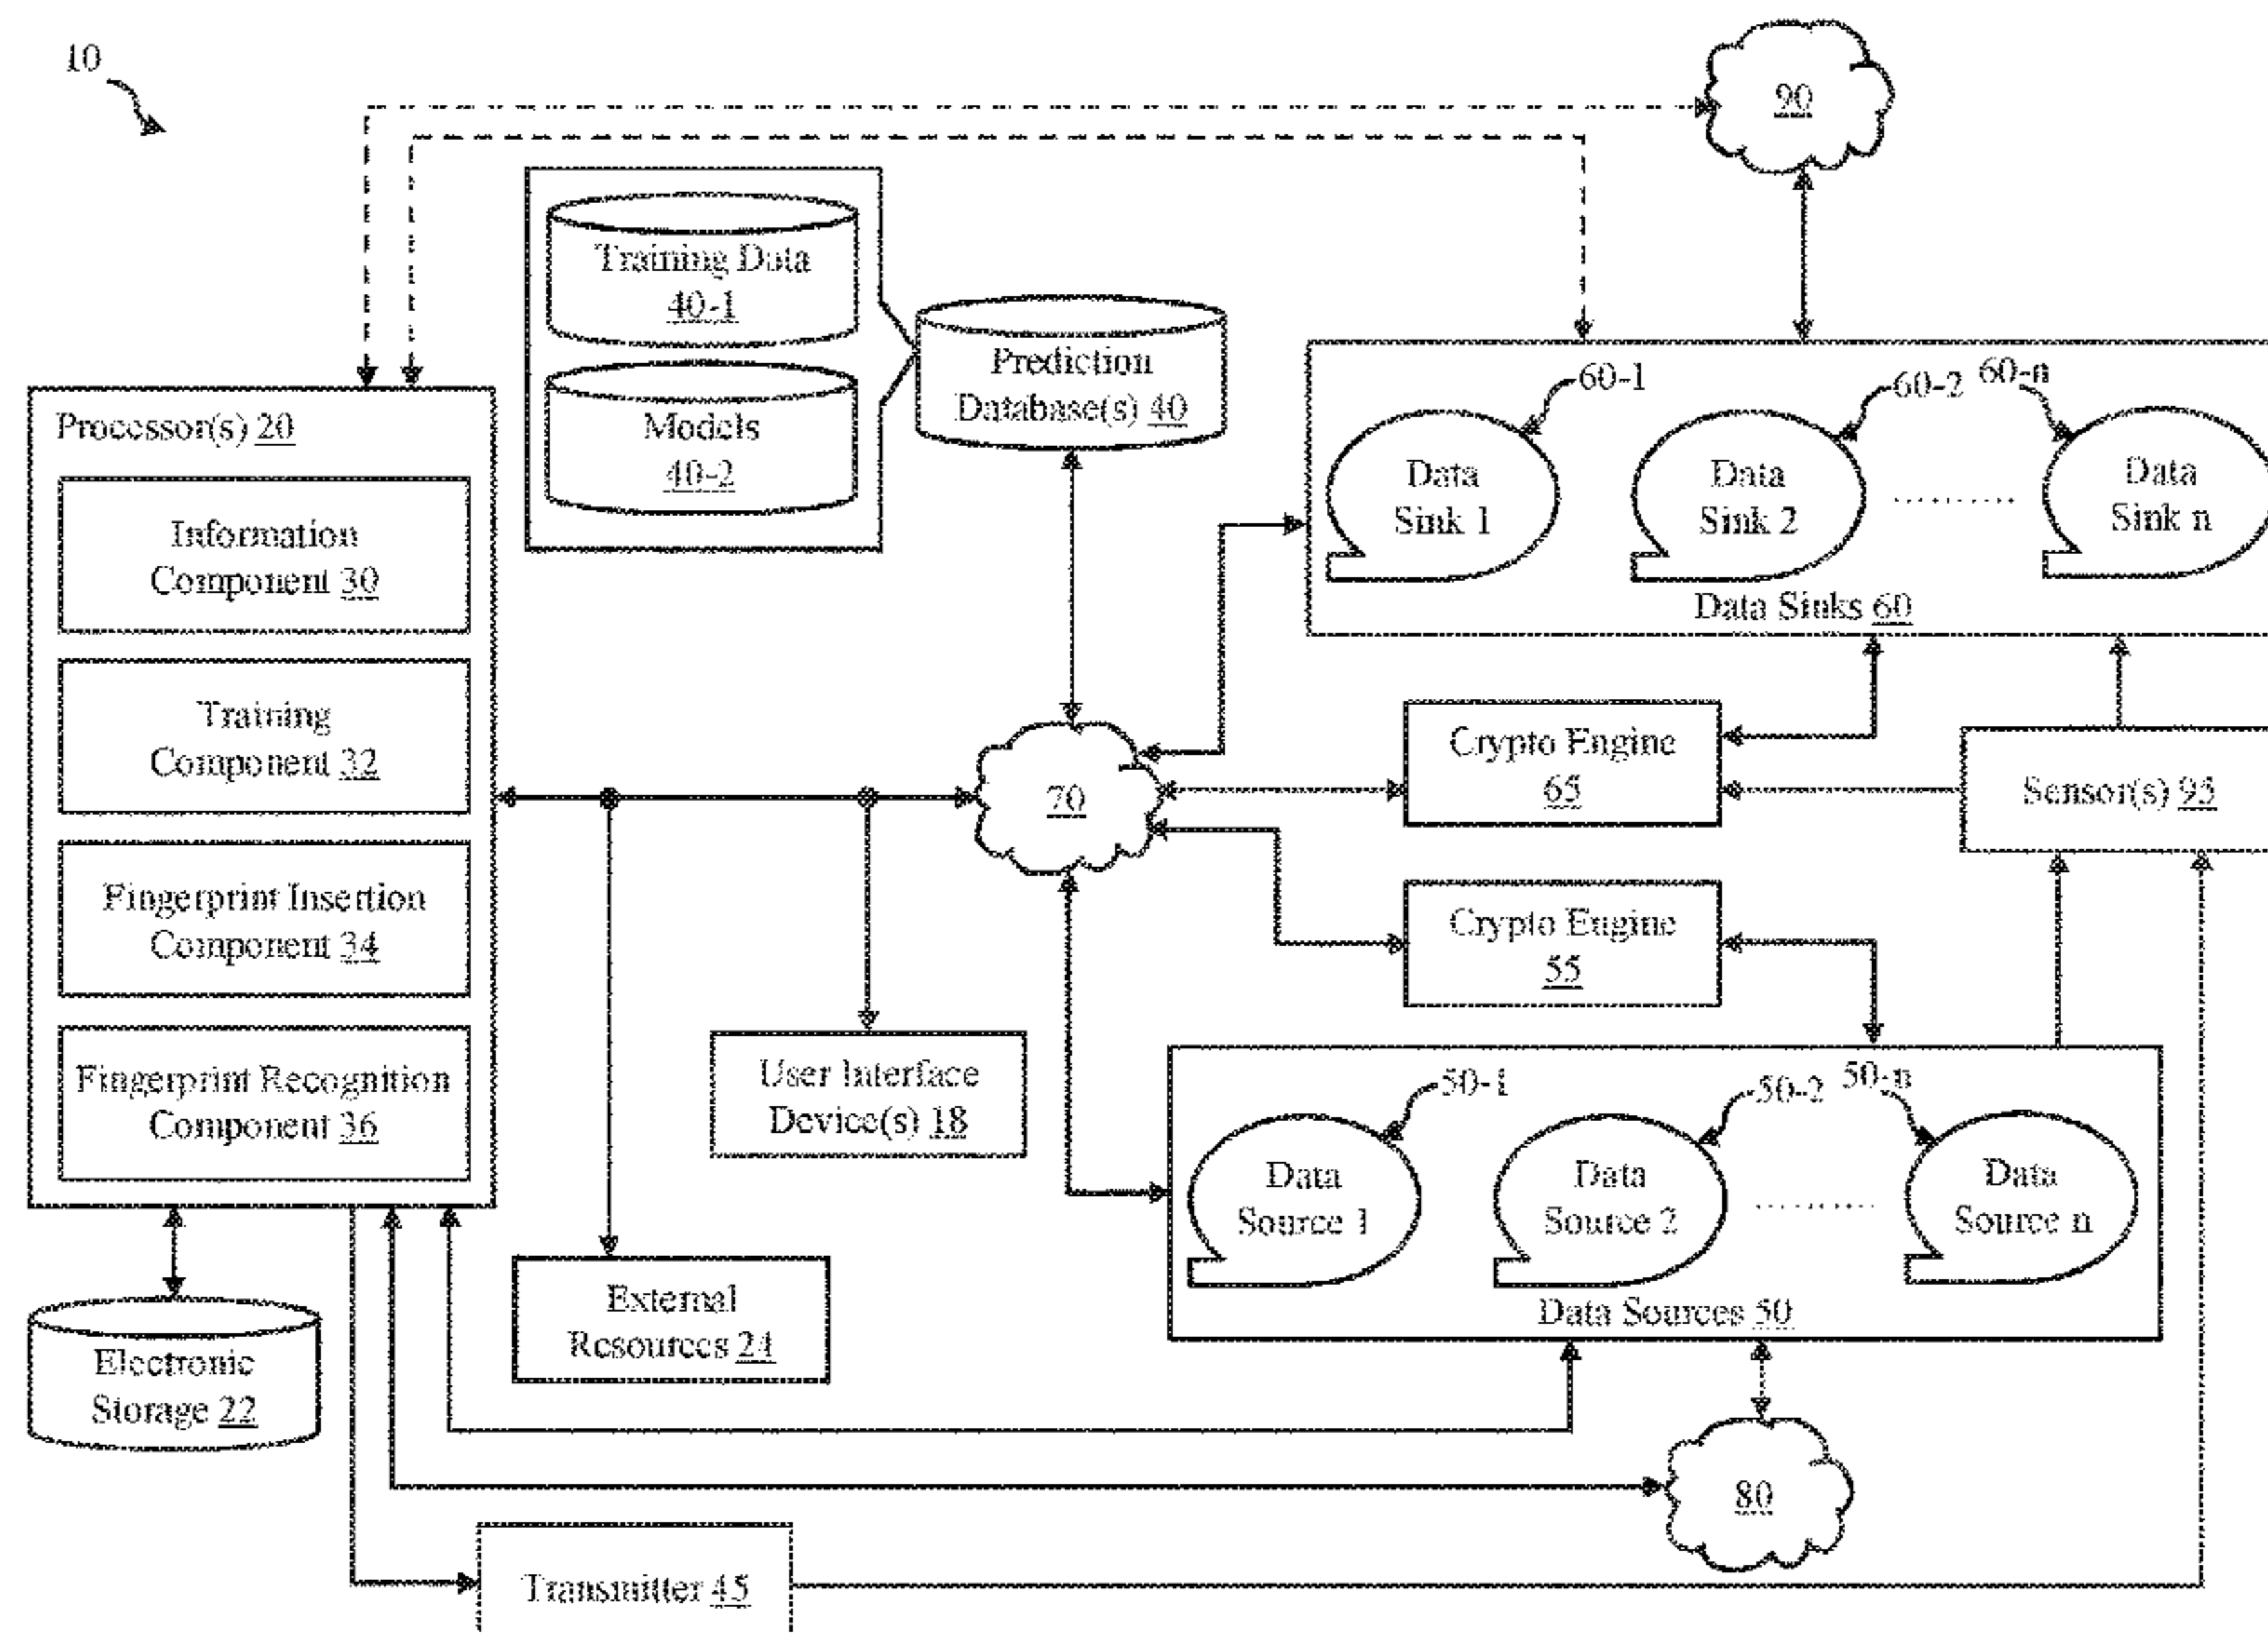 10
90
Training Data
40-1
Models
40-2
Prediction
Database(s) 40
60-1
60-2
60-n
Data
Sink 1
Data
Sink 2
Data
Sink n
Data Sinks 60
Processor(s) 20
Information
Component 30
Training
Component 32
Fingerprint Insertion
Component 34
Fingerprint Recognition
Component 36
70
Crypto Engine
65
Sensor(s) 95
Crypto Engine
55
User Interface
Device(s) 18
External
Resources 24
Electronic
Storage 22
50-1
50-2
50-n
Data
Source 1
Data
Source 2
Data
Source n
Data Sources 50
80
Transmitter 45